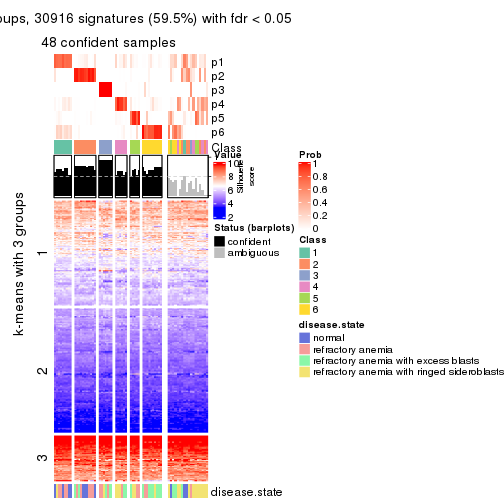 oups, 30916 signatures (59.5%) with fdr < 0.05
48 confident samples
p1
p2
p3
p4
p5
p6
Class
Silhouette score
k-means with 3 groups
1
2
3
disease.state
Value
10
8
6
4
2
Status (barplots)
confident
ambiguous
Prob
1
0.8
0.6
0.4
0.2
0
Class
1
2
3
4
5
6
disease.state
normal
refractory anemia
refractory anemia with excess blasts
refractory anemia with ringed sideroblasts